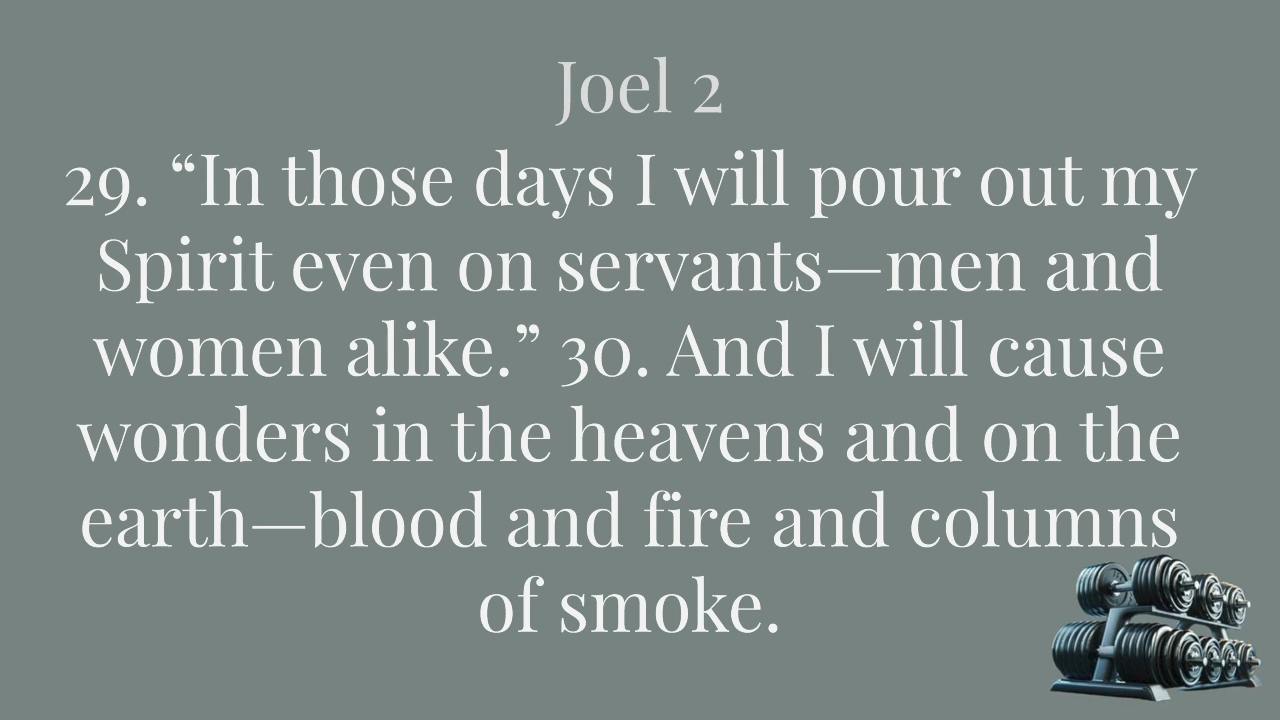 Joel 2
29. “In those days I will pour out my
Spirit even on servants—men and
women alike.” 30. And I will cause
wonders in the heavens and on the
earth—blood and fire and columns
of smoke.